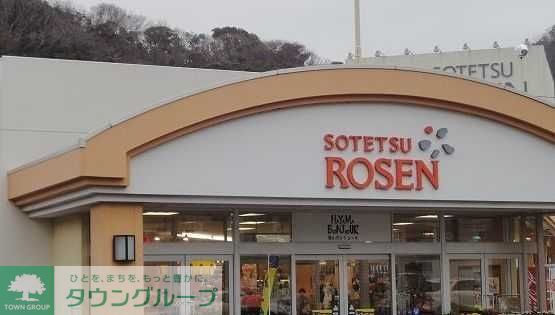 SOTETSU
SOTETSU
ROSEN
TOWN GROUP
ひとを、まちを、もっと豊かに。
タウングループ